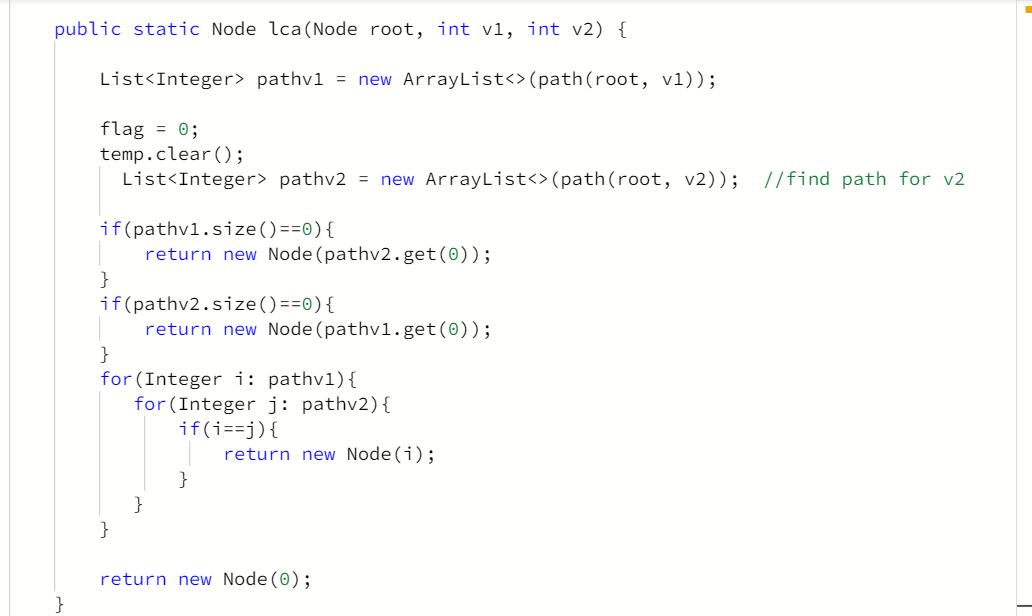 public static Node lca(Node root, int v1, int v2) {
List<Integer> pathv1 = new ArrayList<>(path(root, v1));
flag = 0;
temp.clear();
List<Integer> pathv2 = new ArrayList<>(path(root, v2));  //find path for v2
if(pathv1.size()==0){
return new Node(pathv2.get(0));
}
if(pathv2.size()==0){
return new Node(pathv1.get(0));
}
for(Integer i: pathv1){
for(Integer j: pathv2){
if(i==j){
return new Node(i);
}
}
}
return new Node(0);
}